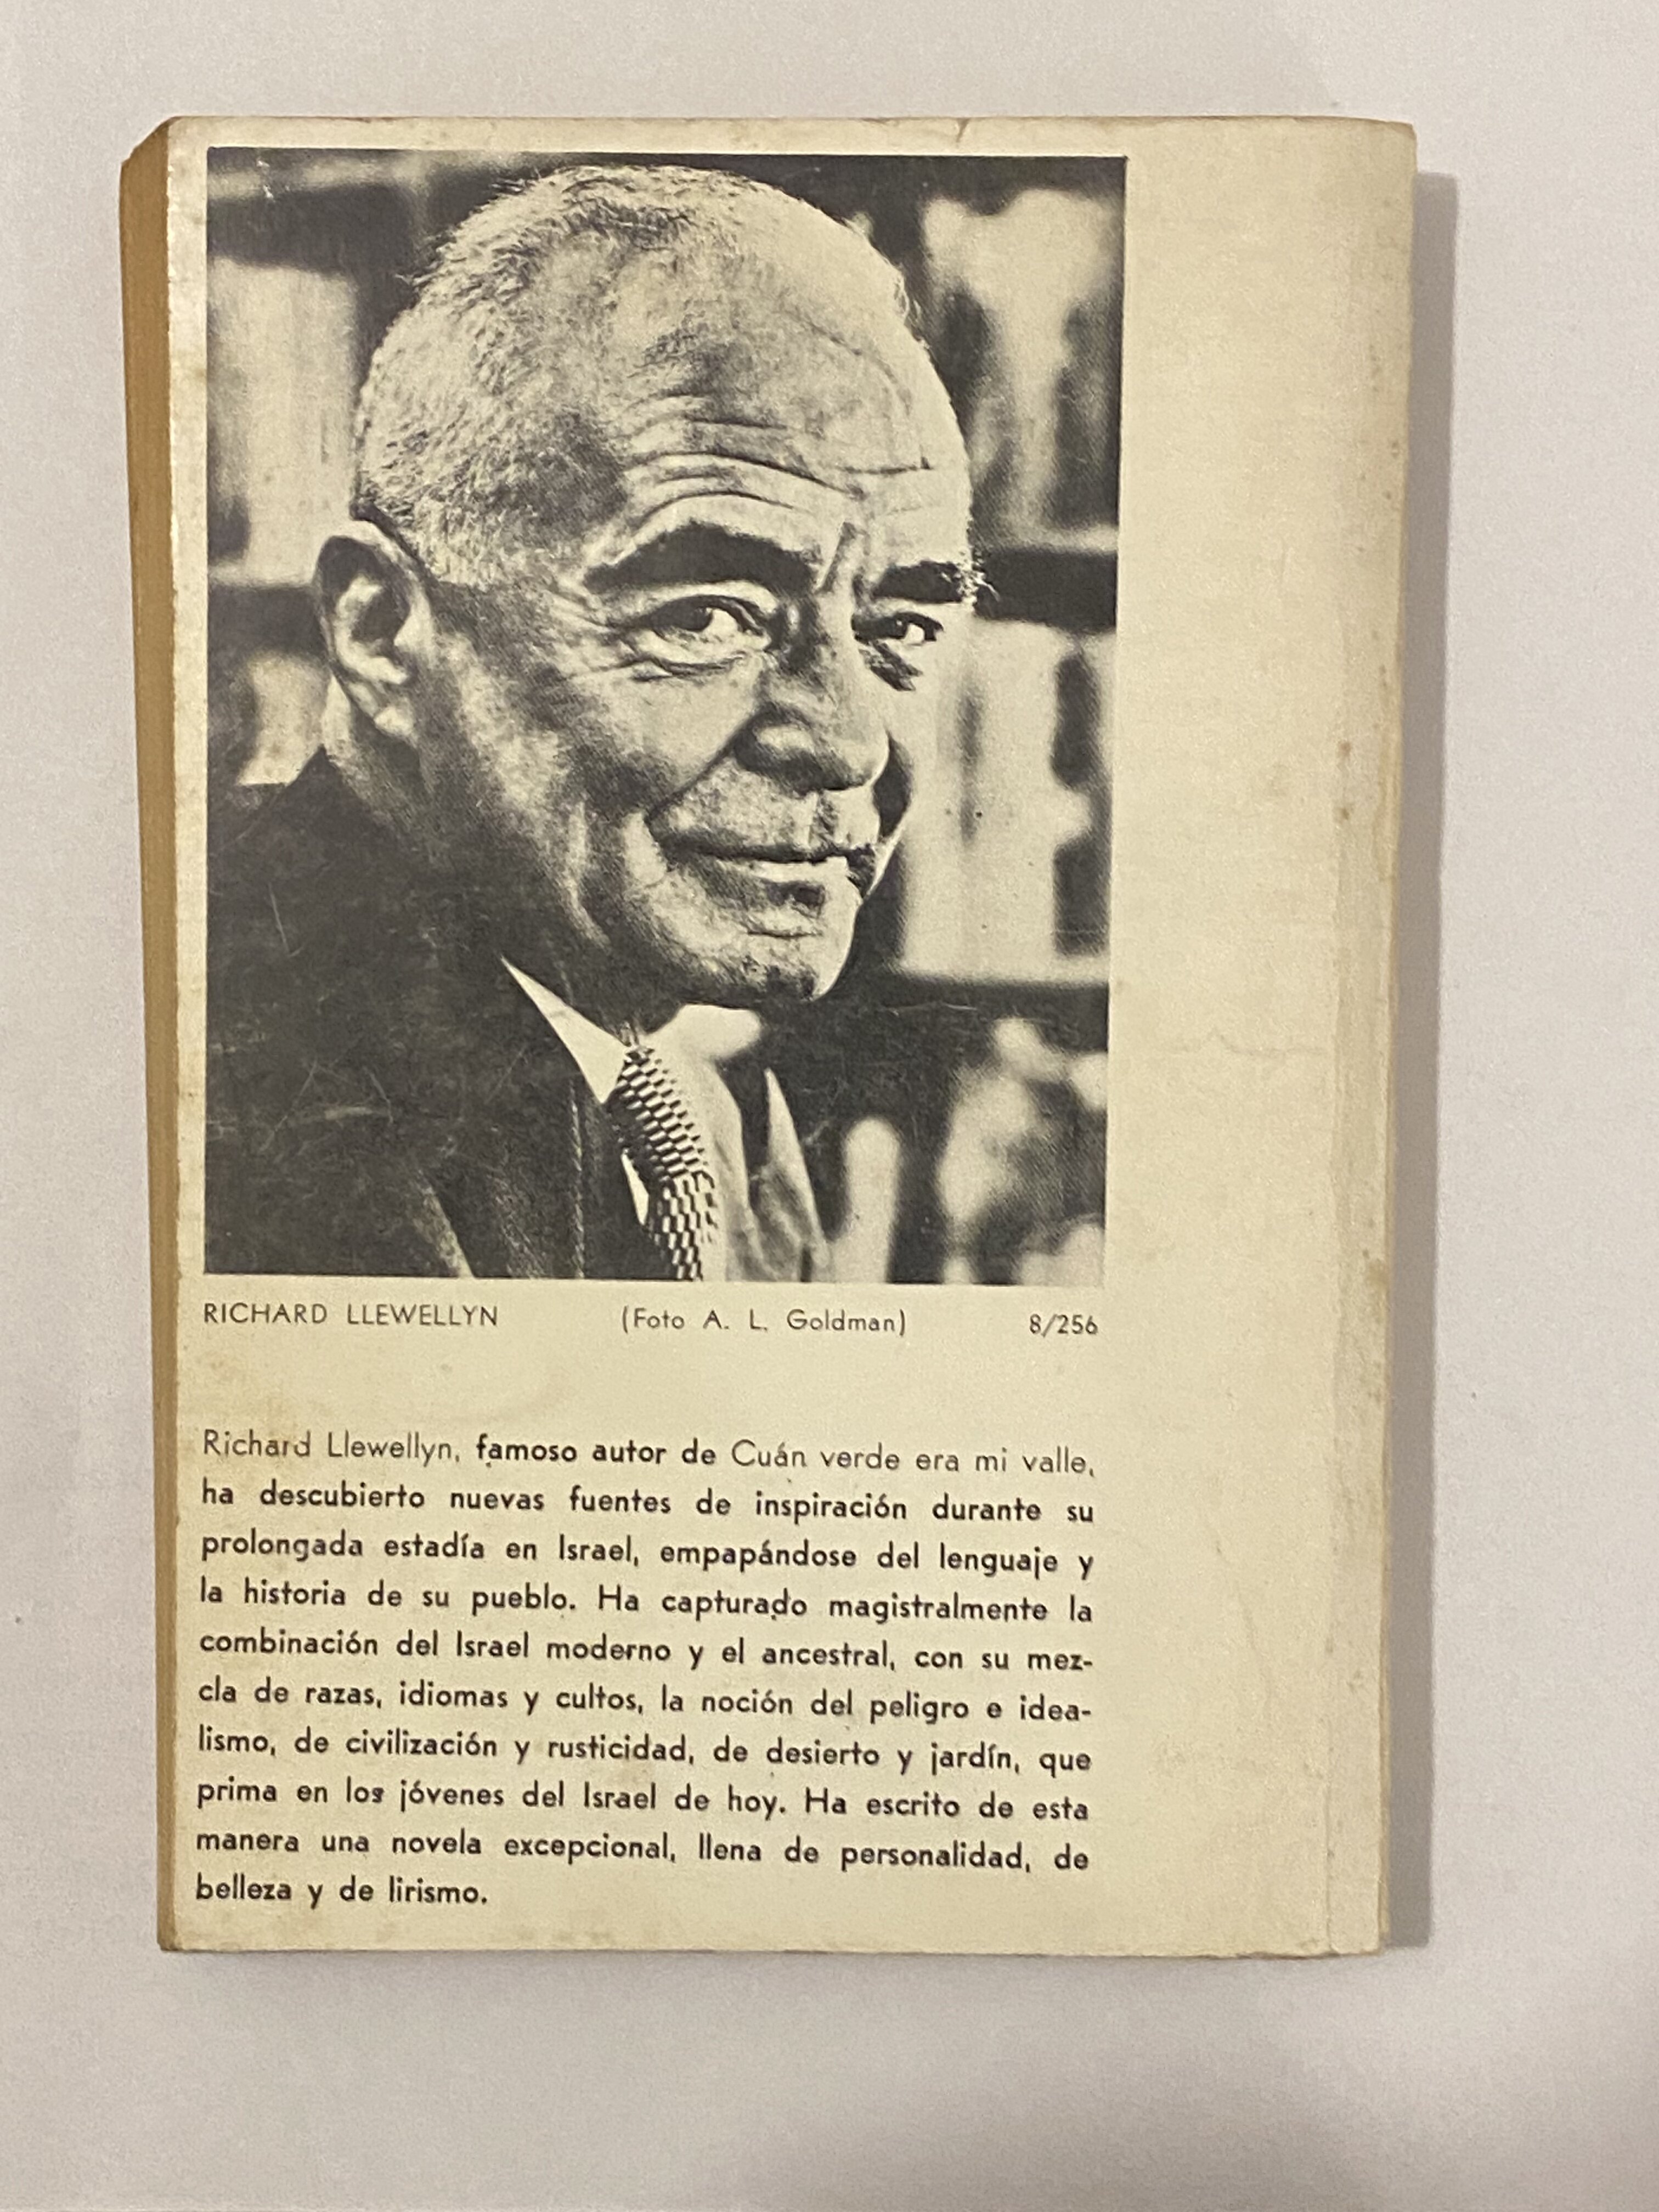 RICHARD LLEWELLYN (Foto A. L. Goldman) 8/256
Richard Llewellyn, famoso autor de Cuán verde era mi valle,
ha descubierto nuevas fuentes de inspiración durante su
prolongada estadía en Israel, empapándose del lenguaje y
la historia de su pueblo. Ha capturado magistralmente la
combinación del Israel moderno y el ancestral, con su mez-
cla de razas, idiomas y cultos, la noción del peligro e idea-
lismo, de civilización y rusticidad, de desierto y jardín, que
prima en los jóvenes del Israel de hoy. Ha escrito de esta
manera una novela excepcional, llena de personalidad, de
belleza y de lirismo.